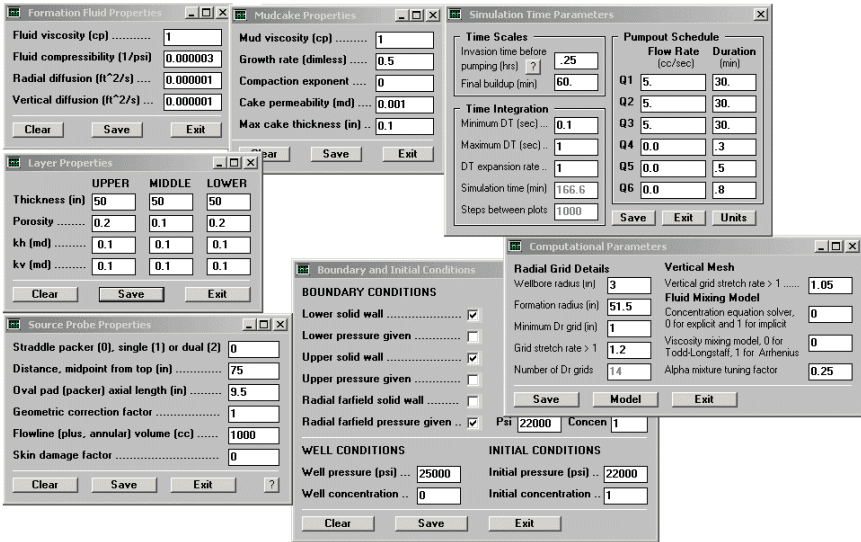 Formation Fluid Properties
Fluid viscosity (cp) ........... 1
Fluid compressibility (1/psi) 0.000003
Radial diffusion (ft^2/s) .... 0.000001
Vertical diffusion (ft^2/s) ... 0.000001
Clear Save Exit
Mudcake Properties
Mud viscosity (cp) ............ 1
Growth rate (dimless) ...... 0.5
Compaction exponent .... 0
Cake permeability (md) .... 0.001
Max cake thickness (in) .. 0.1
Clear Save Exit
Simulation Time Parameters
Time Scales
Invasion time before
pumping (hrs) ? .25
Final buildup (min) 60.
Time Integration
Minimum DT (sec) .. 0.1
Maximum DT (sec) .. 1
DT expansion rate .. 1
Simulation time (min) 166.6
Steps between plots 1000
Pumpout Schedule
Flow Rate Duration
(cc/sec) (min)
Q1 5. 30.
Q2 5. 30.
Q3 5. 30.
Q4 0.0 .3
Q5 0.0 .5
Q6 0.0 .8
Save Exit Units
Layer Properties
UPPER MIDDLE LOWER
Thickness (in) 50 50 50
Porosity ........ 0.2 0.1 0.2
kh (md) ......... 0.1 0.1 0.1
kv (md) ......... 0.1 0.1 0.1
Clear Save Exit
Source Probe Properties
Straddle packer (0), single (1) or dual (2) 0
Distance, midpoint from top (in) ........... 75
Oval pad (packer) axial length (in) ......... 9.5
Geometric correction factor ................. 1
Flowline (plus, annular) volume (cc) ...... 1000
Skin damage factor .......................... 0
Clear Save Exit ?
Boundary and Initial Conditions
BOUNDARY CONDITIONS
Lower solid wall ....................
Lower pressure given ..............
Upper solid wall ....................
Upper pressure given ..............
Radial farfield solid wall ..........
Radial farfield pressure given .. Psi 22000 Concen 1
WELL CONDITIONS INITIAL CONDITIONS
Well pressure (psi) ... 25000 Initial pressure (psi) .. 22000
Well concentration .. 0 Initial concentration .. 1
Clear Save Exit
Computational Parameters
Radial Grid Details
Wellbore radius (in) 3
Formation radius (in) 51.5
Minimum Dr grid (in) 1
Grid stretch rate > 1 1.2
Number of Dr grids 14
Vertical Mesh
Vertical grid stretch rate > 1 ...... 1.05
Fluid Mixing Model
Concentration equation solver,
0 for explicit and 1 for implicit 0
Viscosity mixing model, 0 for
Todd-Longstaff, 1 for Arrhenius 0
Alpha mixture tuning factor 0.25
Save Model Exit